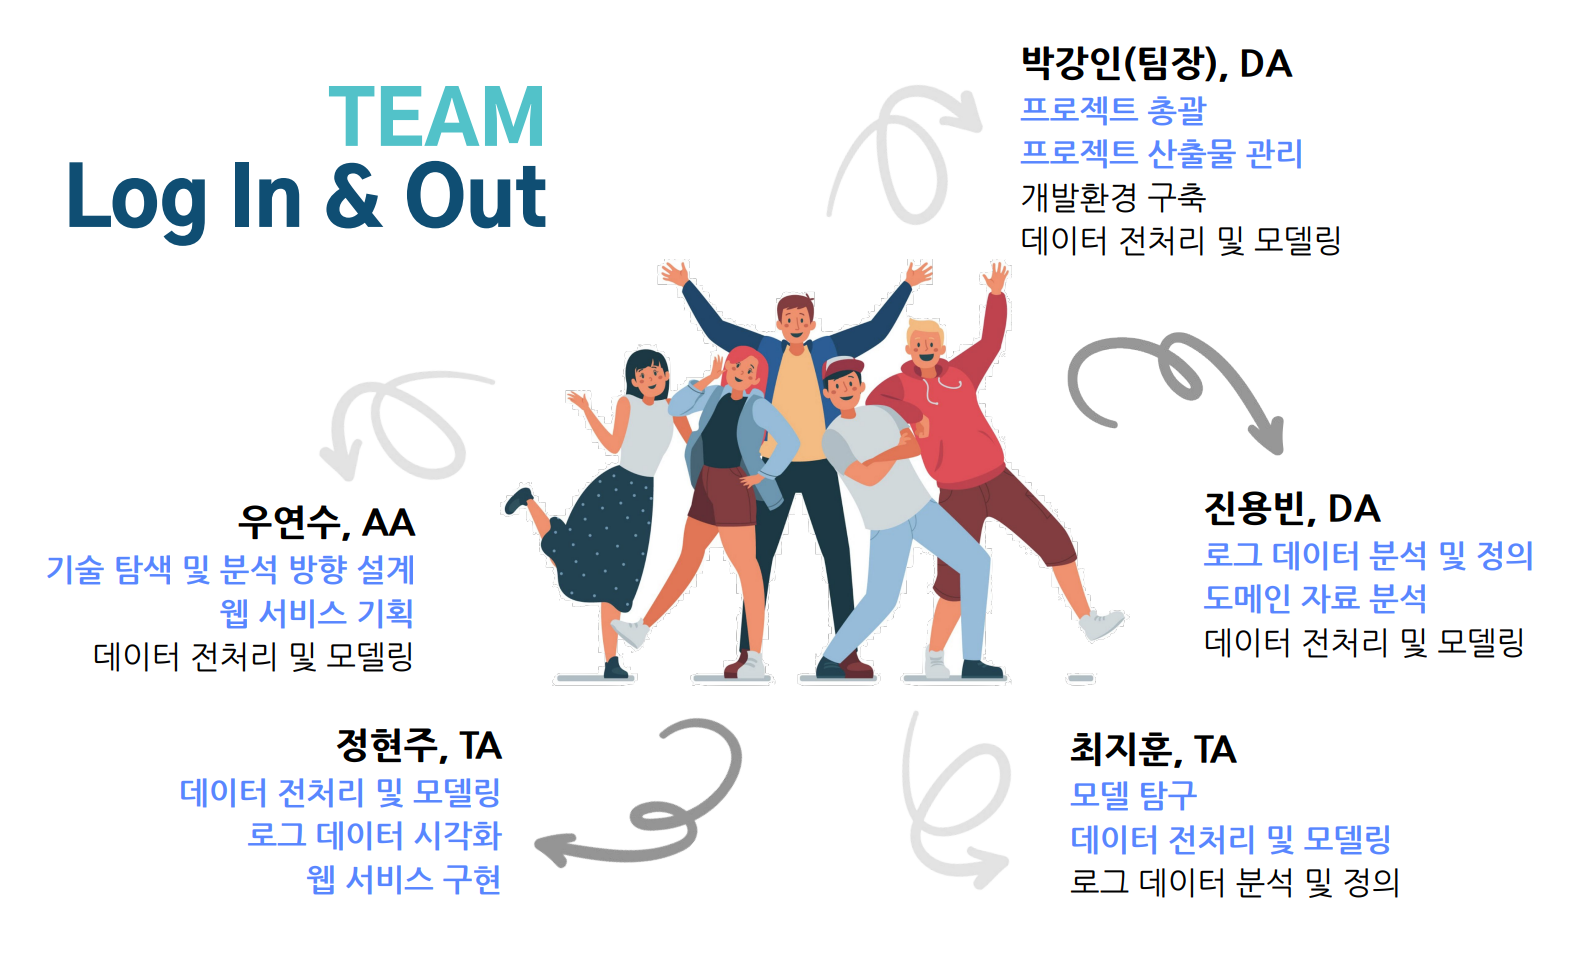 TEAM
Log In & Out
박강인(팀장), DA
프로젝트 총괄
프로젝트 산출물 관리
개발환경 구축
데이터 전처리 및 모델링
우연수, AA
기술 탐색 및 분석 방향 설계
웹 서비스 기획
데이터 전처리 및 모델링
진용빈, DA
로그 데이터 분석 및 정의
도메인 자료 분석
데이터 전처리 및 모델링
정현주, TA
데이터 전처리 및 모델링
로그 데이터 시각화
웹 서비스 구현
최지훈, TA
모델 탐구
데이터 전처리 및 모델링
로그 데이터 분석 및 정의